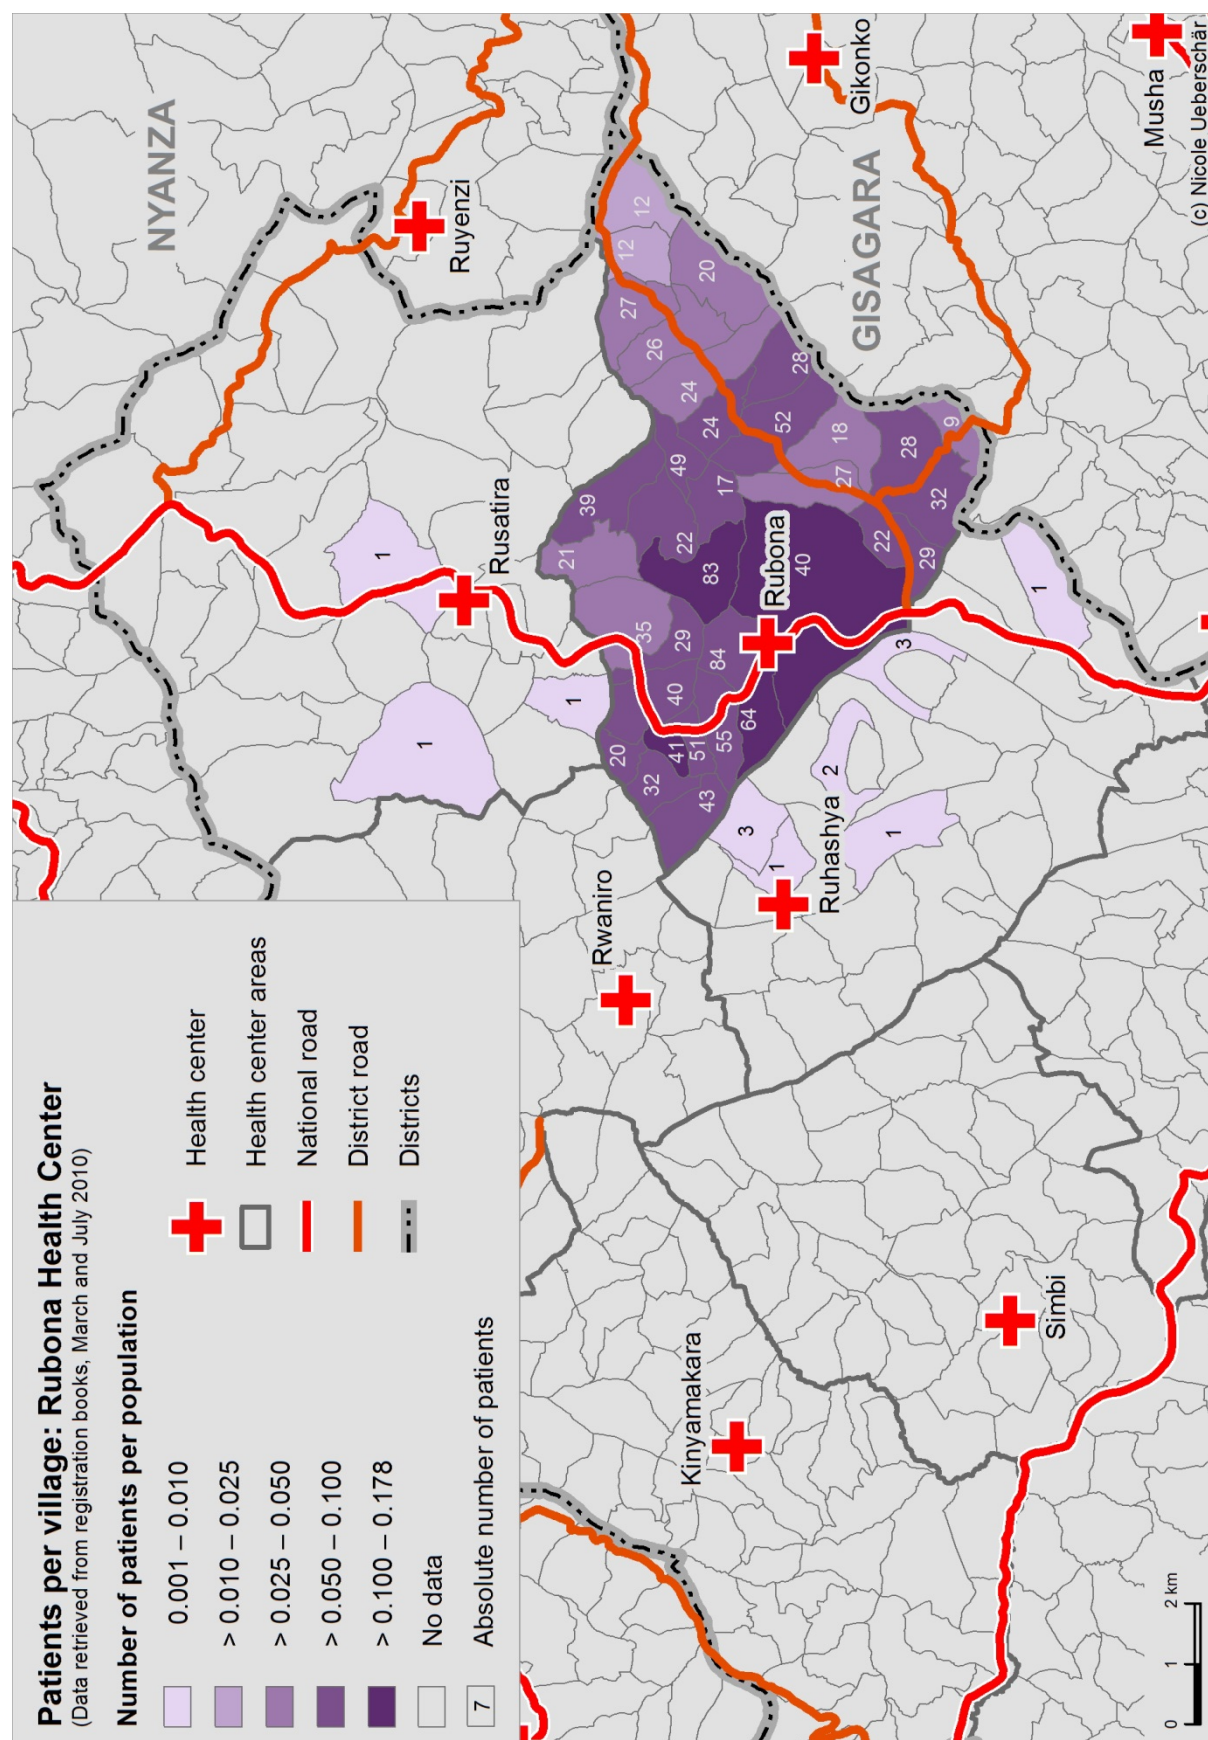 Patients per village: Rubona Health Center
(Data retrieved from registration books, March and July 2010)
Number of patients per population
0.001 – 0.010
> 0.010 – 0.025
> 0.025 – 0.050
> 0.050 – 0.100
> 0.100 – 0.178
No data
7 Absolute number of patients
Health center
Health center areas
National road
District road
Districts
NYANZA
1
1
Ruyenzi
Rusatira
21
1
39
Rwaniro
20
27
12
12
35
32
26
40
41
49
29
22
24
Kinyamakara
51
20
43
24
83
84
55
17
3
64
Rubona
1
52
28
40
Ruhashya
2
18
27
Gikonko
GISAGARA
22
1
3
28
29
32
9
1
Simbi
Musha
0 1 2 km
(c) Nicole Ueberschär